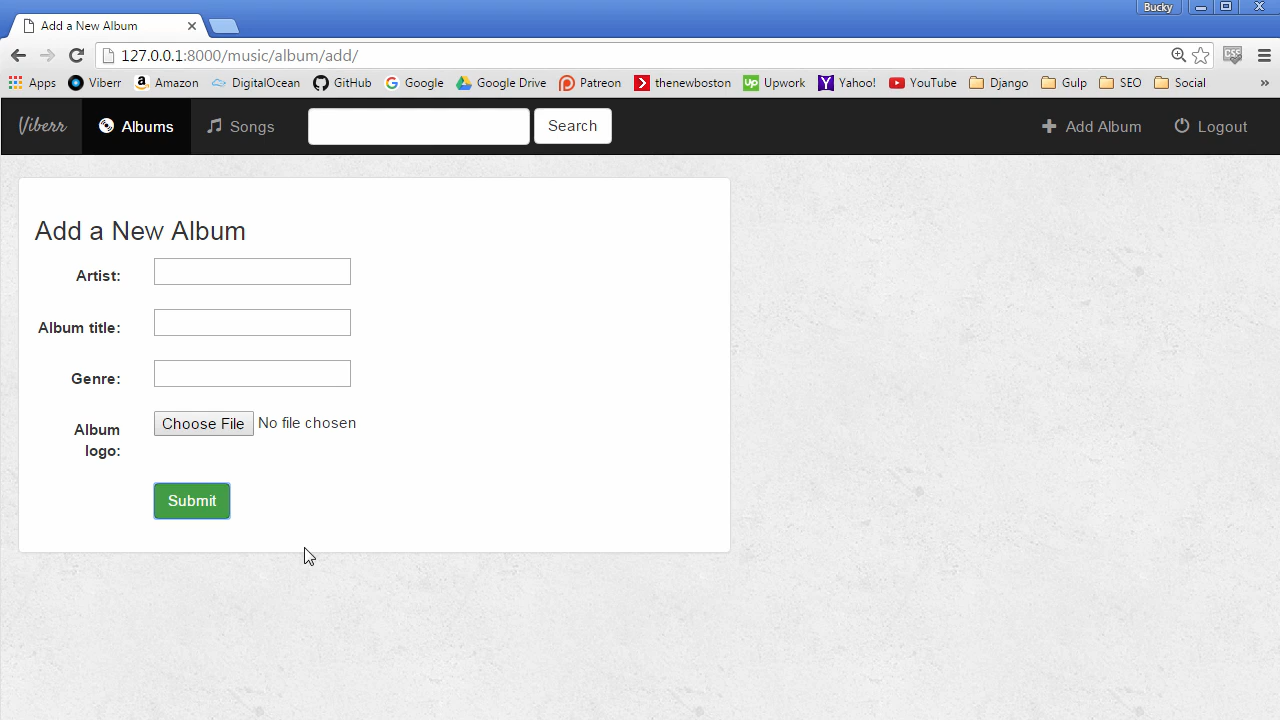 Bucky
Add a New Album
127.0.0.1:8000/music/album/add/
Apps Viberr Amazon DigitalOcean GitHub Google Google Drive Patreon thenewboston Upwork Yahoo! YouTube Django Gulp SEO Social »
Viberr Albums Songs Search Add Album Logout
Add a New Album
Artist:
Album title:
Genre:
Album logo: Choose File No file chosen
Submit